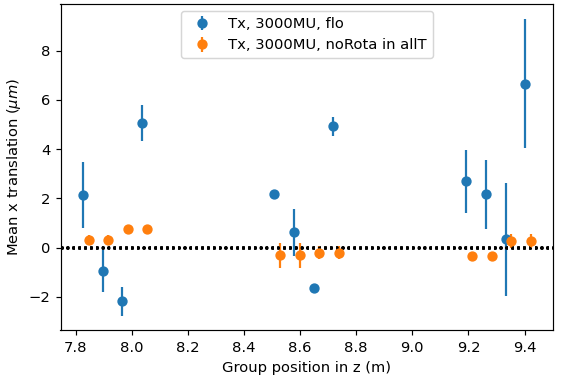 Tx, 3000MU, flo
Tx, 3000MU, noRota in allT
Mean x translation (μm)
8
6
4
2
0
−2
7.8 8.0 8.2 8.4 8.6 8.8 9.0 9.2 9.4
Group position in z (m)